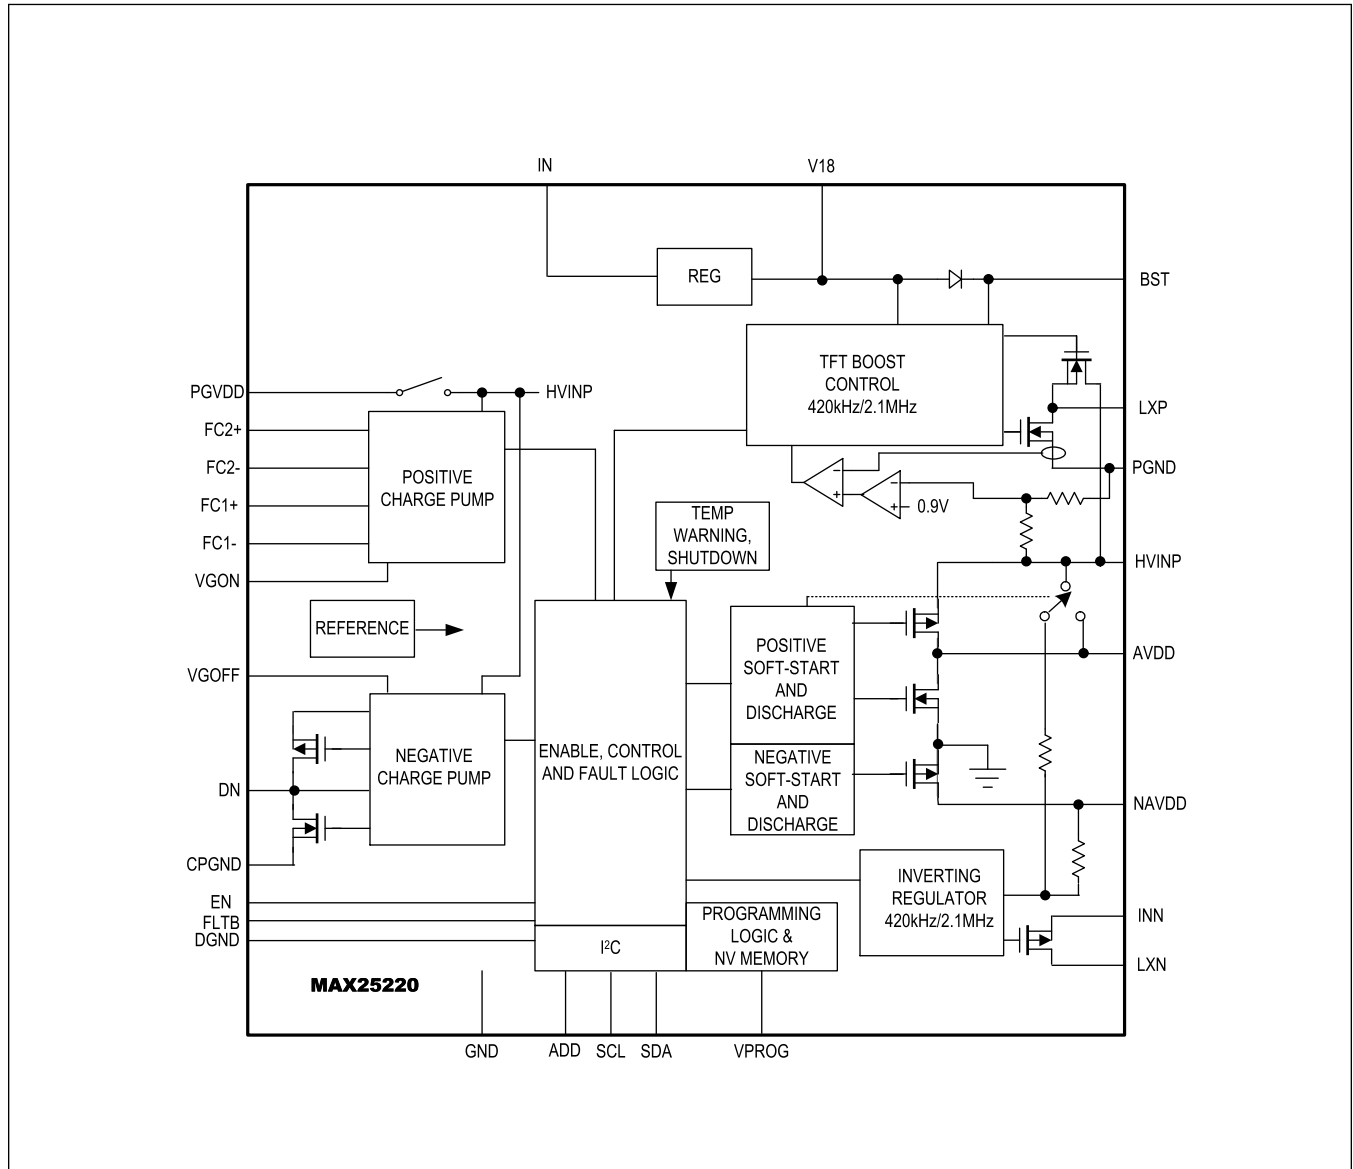 IN
V18
REG
BST
TFT BOOST
CONTROL
420kHz/2.1MHz
PGVDD
HVINP
LXP
FC2+
FC2-
FC1+
FC1-
POSITIVE
CHARGE PUMP
PGND
−
+
−
+
0.9V
TEMP
WARNING,
SHUTDOWN
VGON
HVINP
REFERENCE
POSITIVE
SOFT-START
AND
DISCHARGE
AVDD
VGOFF
NEGATIVE
CHARGE PUMP
ENABLE, CONTROL
AND FAULT LOGIC
NEGATIVE
SOFT-START
AND
DISCHARGE
DN
NAVDD
CPGND
INVERTING
REGULATOR
420kHz/2.1MHz
EN
FLTB
DGND
PROGRAMMING
LOGIC &
NV MEMORY
INN
I²C
LXN
MAX25220
GND
ADD
SCL
SDA
VPROG